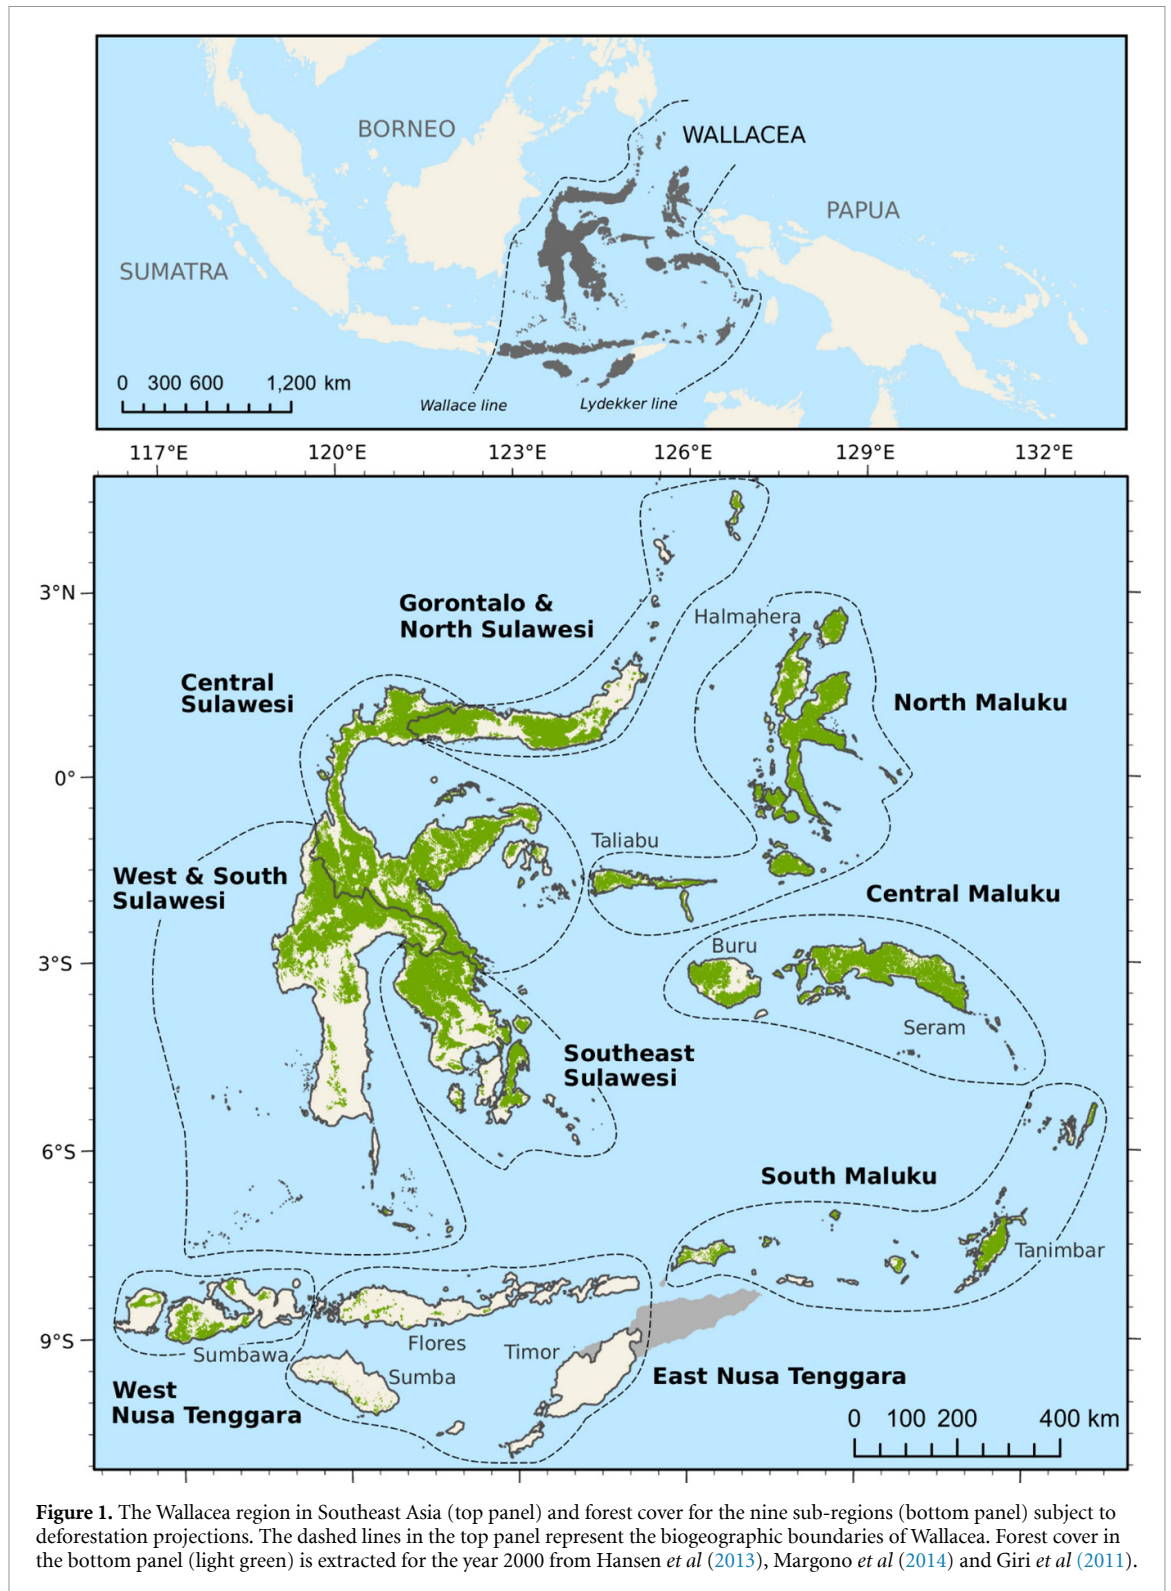 BORNEO
WALLACEA
PAPUA
SUMATRA
0 300 600 1,200 km
Wallace line
Lydekker line
117°E 120°E 123°E 126°E 129°E 132°E
3°N
0°
3°S
6°S
9°S
Gorontalo &
North Sulawesi
Halmahera
Central
Sulawesi
North Maluku
Taliabu
West & South
Sulawesi
Central Maluku
Buru
Seram
Southeast
Sulawesi
South Maluku
Tanimbar
Flores
Sumbawa
Timor
Sumba
East Nusa Tenggara
West
Nusa Tenggara
0 100 200 400 km
Figure 1. The Wallacea region in Southeast Asia (top panel) and forest cover for the nine sub-regions (bottom panel) subject to
deforestation projections. The dashed lines in the top panel represent the biogeographic boundaries of Wallacea. Forest cover in
the bottom panel (light green) is extracted for the year 2000 from Hansen et al (2013), Margono et al (2014) and Giri et al (2011).